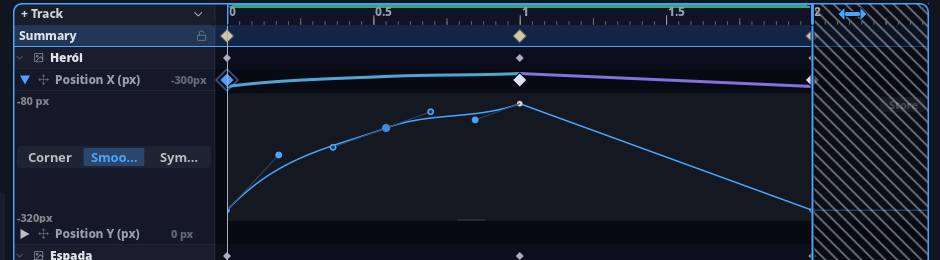 + Track
0 0.5 1 1.5 2
Summary
Heról
Position X (px) -300px
-80 px
Store
Corner Smoo... Sym...
-320px
Position Y (px) 0 px
Espada